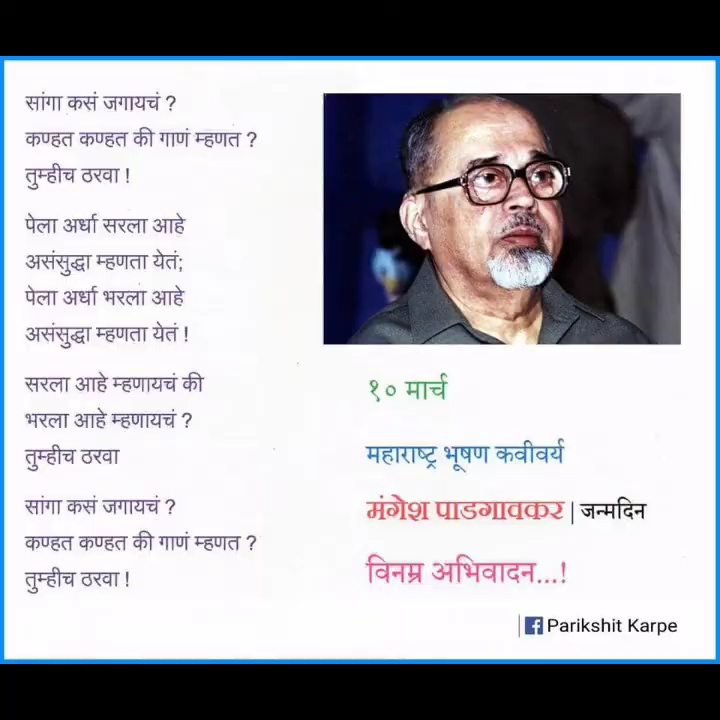 सांगा कसं जगायचं ?
कण्हत कण्हत की गाणं म्हणत ?
तुम्हीच ठरवा !
पेला अर्धा सरला आहे
असंसुद्धा म्हणता येतं;
पेला अर्धा भरला आहे
असंसुद्धा म्हणता येतं !
सरला आहे म्हणायचं की
भरला आहे म्हणायचं ?
तुम्हीच ठरवा
सांगा कसं जगायचं ?
कण्हत कण्हत की गाणं म्हणत ?
तुम्हीच ठरवा !
१० मार्च
महाराष्ट्र भूषण कवीवर्य
मंगेश पाडगावकर | जन्मदिन
विनम्र अभिवादन...!
Parikshit Karpe